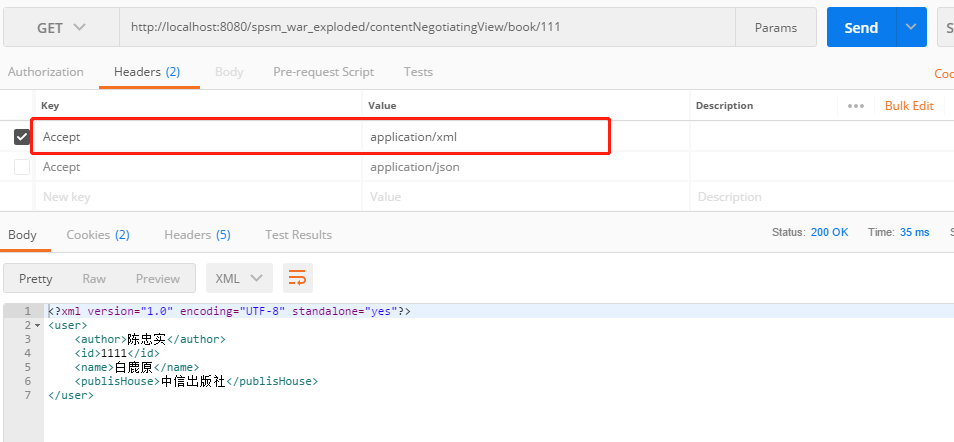 GET http://localhost:8080/spsm_war_exploded/contentNegotiatingView/book/111 Params Send
Authorization Headers (2) Body Pre-request Script Tests
Key Value Description ••• Bulk Edit
Accept application/xml
Accept application/json
New key Value Description
Body Cookies (2) Headers (5) Test Results Status: 200 OK Time: 35 ms
Pretty Raw Preview XML
1 <?xml version="1.0" encoding="UTF-8" standalone="yes"?>
2 <user>
3 <author>陈忠实</author>
4 <id>1111</id>
5 <name>白鹿原</name>
6 <publisHouse>中信出版社</publisHouse>
7 </user>